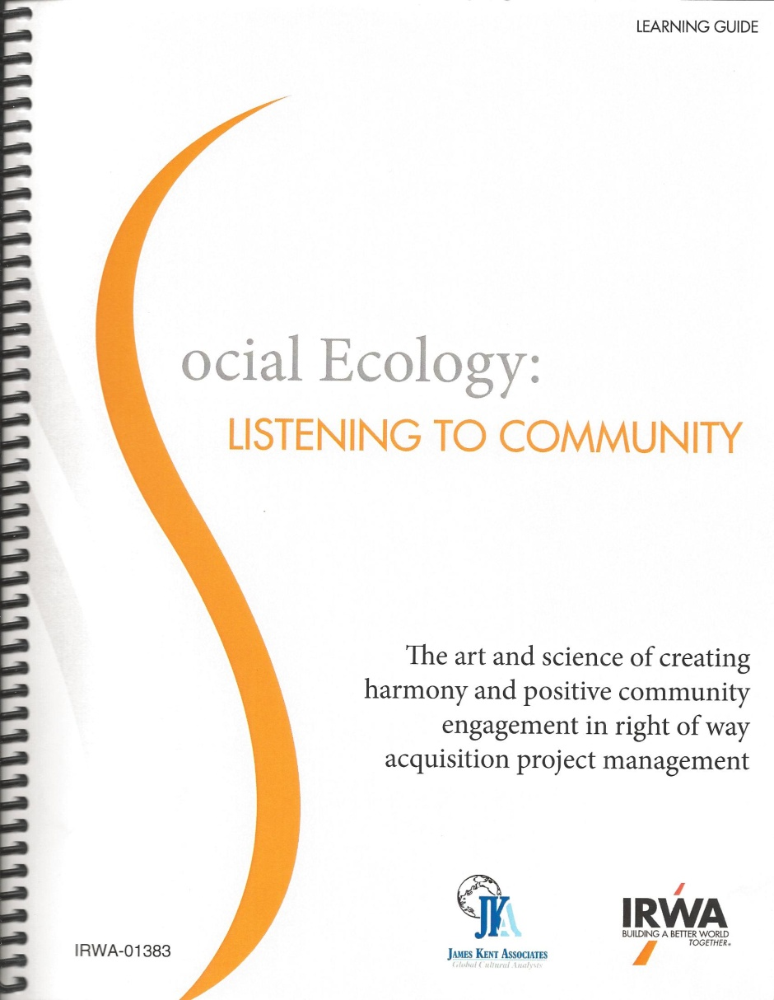 LEARNING GUIDE
Social Ecology:
LISTENING TO COMMUNITY
The art and science of creating
harmony and positive community
engagement in right of way
acquisition project management
JKA
JAMES KENT ASSOCIATES
Global Cultural Analysts
IRWA
BUILDING A BETTER WORLD
TOGETHER®
IRWA-01383